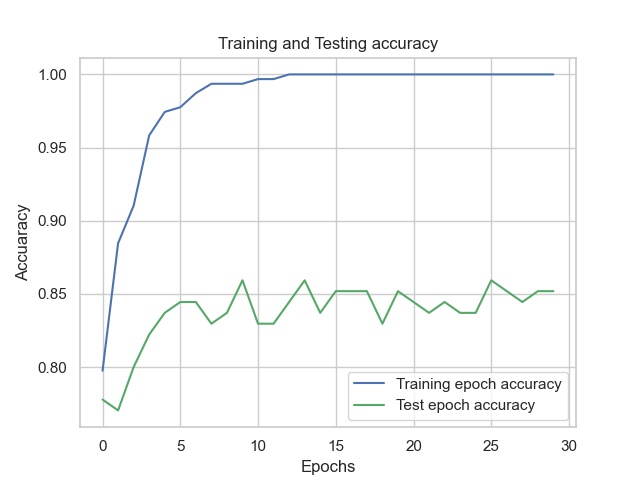 Training and Testing accuracy
1.00
0.95
0.90
0.85
0.80
Accuaracy
Training epoch accuracy
Test epoch accuracy
0 5 10 15 20 25 30
Epochs